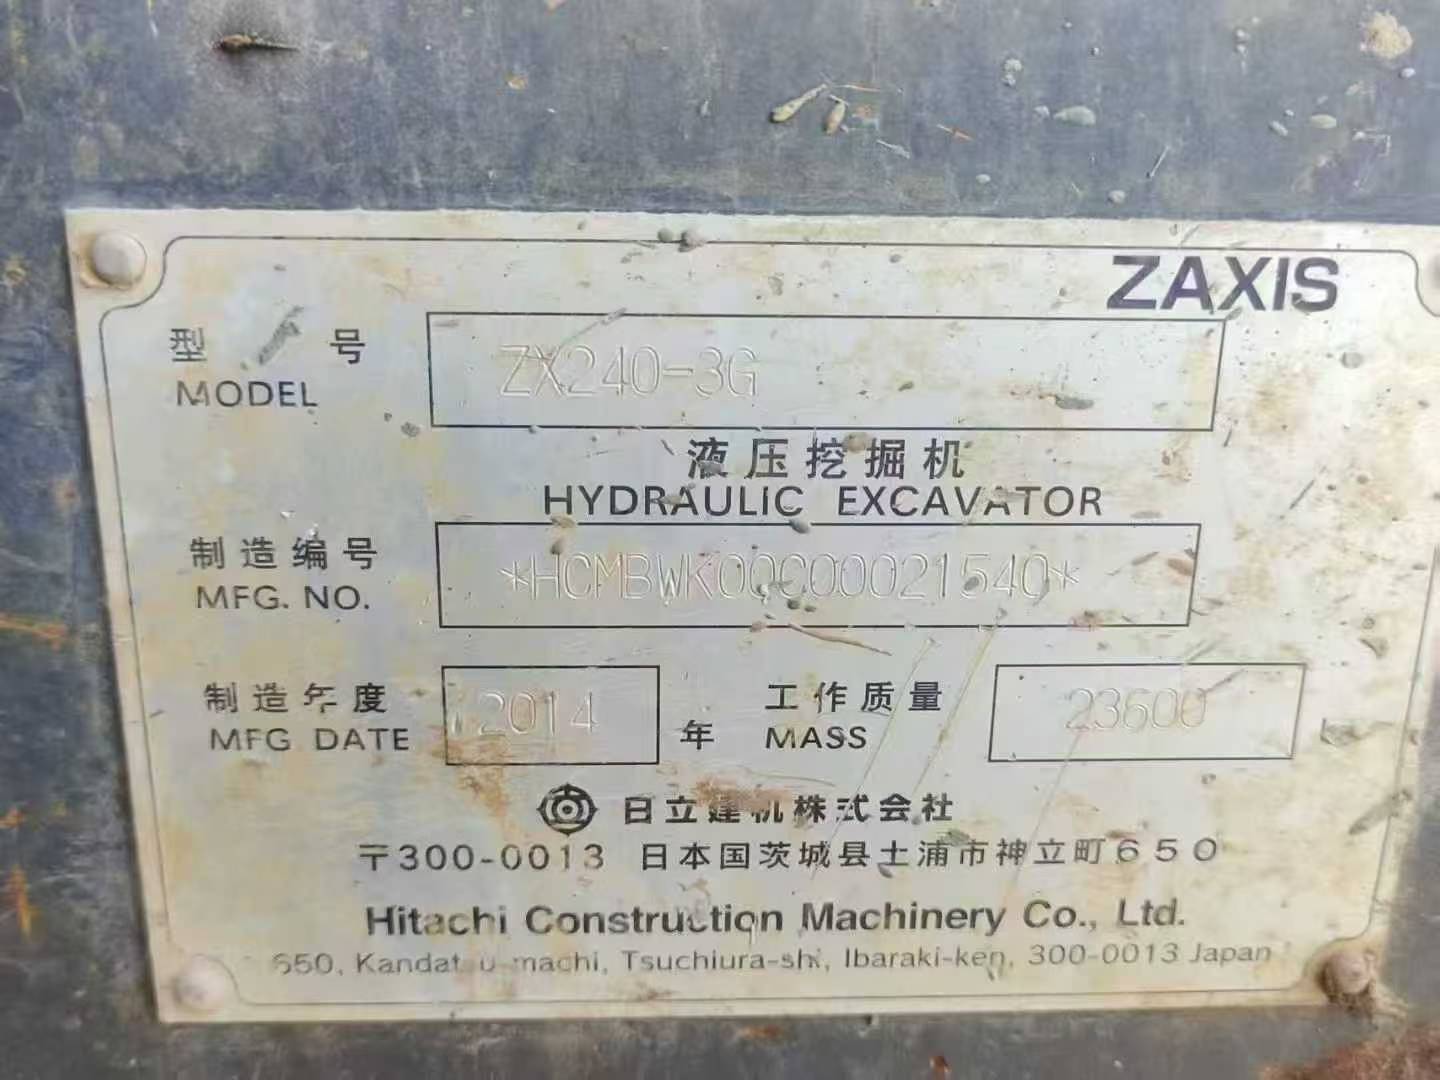 ZAXIS
型 号 ZX240-3G
MODEL
液压挖掘机
HYDRAULIC EXCAVATOR
制造编号 *HCMBWK00C00021540*
MFG. NO.
制造年度 2014 年 工作质量 23600
MFG DATE MASS
日立建机株式会社
〒300-0013 日本国茨城县土浦市神立町650
Hitachi Construction Machinery Co., Ltd.
650, Kandatsu-machi, Tsuchiura-shi, Ibaraki-ken, 300-0013 Japan